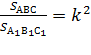 S_ABC / S_A₁B₁C₁ = k²